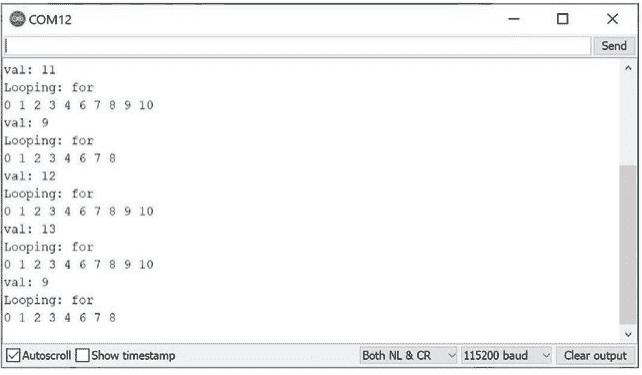 COM12
Send
val: 11
Looping: for
0 1 2 3 4 6 7 8 9 10
val: 9
Looping: for
0 1 2 3 4 6 7 8
val: 12
Looping: for
0 1 2 3 4 6 7 8 9 10
val: 13
Looping: for
0 1 2 3 4 6 7 8 9 10
val: 9
Looping: for
0 1 2 3 4 6 7 8
Autoscroll Show timestamp Both NL & CR 115200 baud Clear output